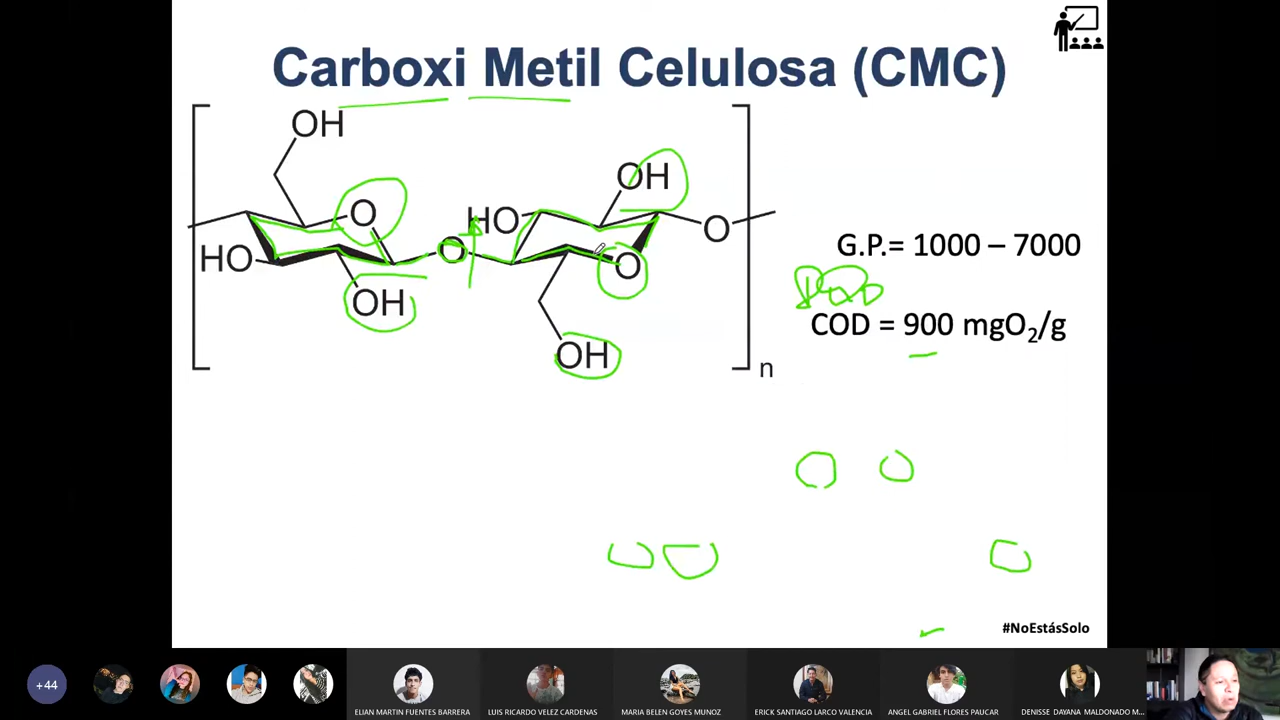 Carboxi Metil Celulosa (CMC)
OH
OH
O
HO
O
HO
O
OH
O
OH
n
G.P.= 1000 – 7000
COD = 900 mgO₂/g
#NoEstásSolo
+44
ELIAN MARTIN FUENTES BARRERA
LUIS RICARDO VELEZ CARDENAS
MARIA BELEN GOYES MUNOZ
ERICK SANTIAGO LARCO VALENCIA
ANGEL GABRIEL FLORES PAUCAR
DENISSE DAYANA MALDONADO M...